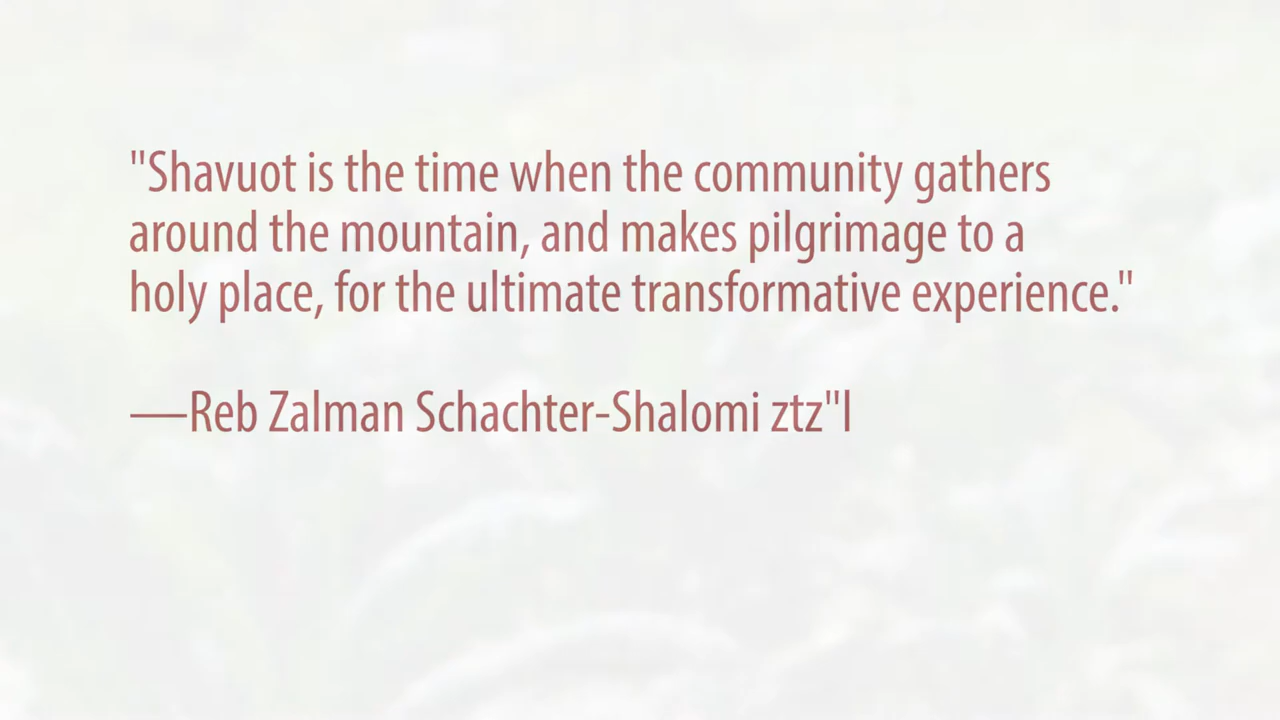 "Shavuot is the time when the community gathers
around the mountain, and makes pilgrimage to a
holy place, for the ultimate transformative experience."
—Reb Zalman Schachter-Shalomi ztz"l